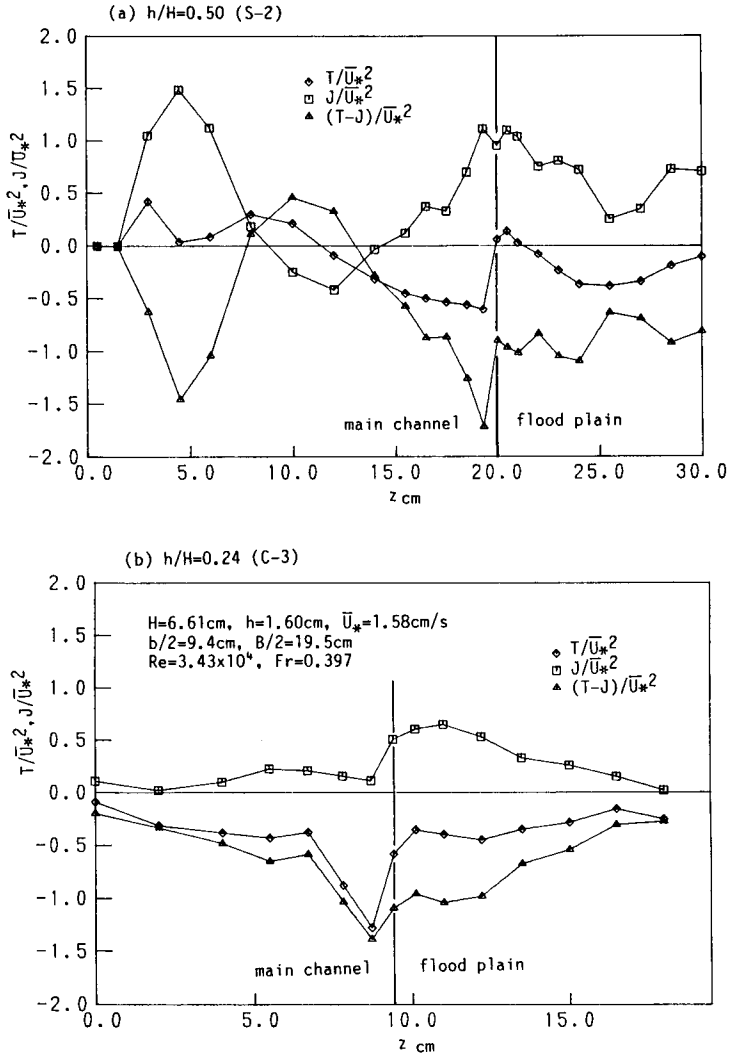 (a) h/H=0.50 (S-2)
T/U̅*², J/U̅*²
2.0
1.5
1.0
0.5
0.0
-0.5
-1.0
-1.5
-2.0
T/U̅*²
J/U̅*²
(T-J)/U̅*²
main channel
flood plain
0.0 5.0 10.0 15.0 20.0 25.0 30.0
z cm
(b) h/H=0.24 (C-3)
H=6.61cm, h=1.60cm, U̅*=1.58cm/s
b/2=9.4cm, B/2=19.5cm
Re=3.43x10⁴, Fr=0.397
T/U̅*², J/U̅*²
2.0
1.5
1.0
0.5
0.0
-0.5
-1.0
-1.5
-2.0
T/U̅*²
J/U̅*²
(T-J)/U̅*²
main channel
flood plain
0.0 5.0 10.0 15.0
z cm